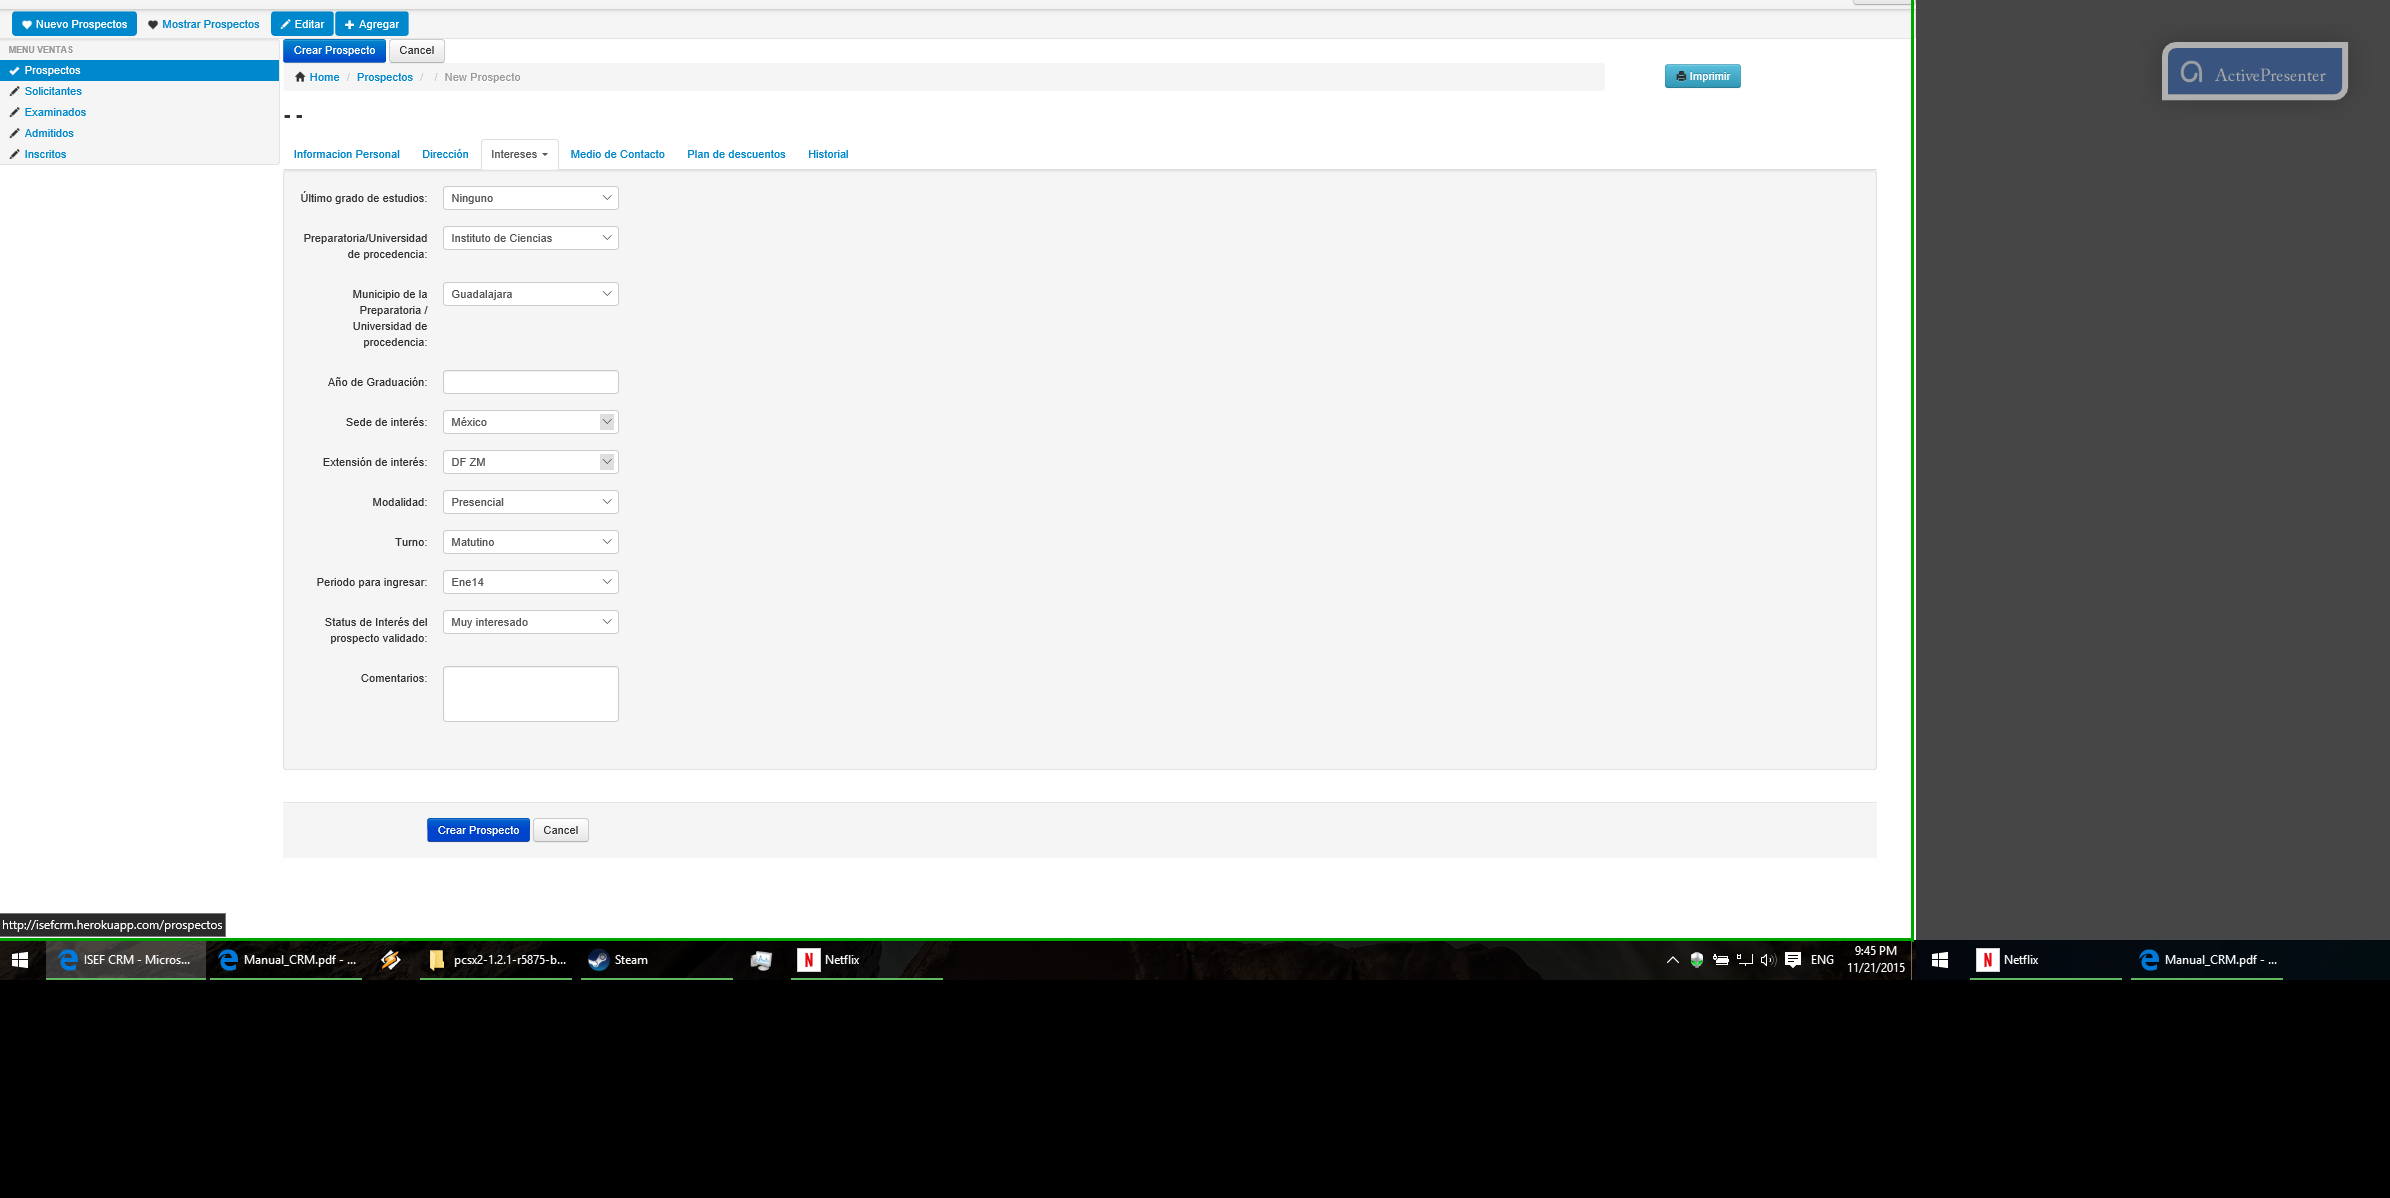 Nuevo Prospectos
Mostrar Prospectos
Editar
Agregar
MENU VENTAS
Prospectos
Solicitantes
Examinados
Admitidos
Inscritos
Crear Prospecto
Cancel
Home / Prospectos / / New Prospecto
Imprimir
ActivePresenter
- -
Informacion Personal
Dirección
Intereses
Medio de Contacto
Plan de descuentos
Historial
Último grado de estudios:
Ninguno
Preparatoria/Universidad
de procedencia:
Instituto de Ciencias
Municipio de la
Preparatoria /
Universidad de
procedencia:
Guadalajara
Año de Graduación:
Sede de interés:
México
Extensión de interés:
DF ZM
Modalidad:
Presencial
Turno:
Matutino
Periodo para ingresar:
Ene14
Status de Interés del
prospecto validado:
Muy interesado
Comentarios:
Crear Prospecto
Cancel
http://isefcrm.herokuapp.com/prospectos
ISEF CRM - Micros...
Manual_CRM.pdf - ...
pcsx2-1.2.1-r5875-b...
Steam
N Netflix
ENG
9:45 PM
11/21/2015
N Netflix
Manual_CRM.pdf - ...